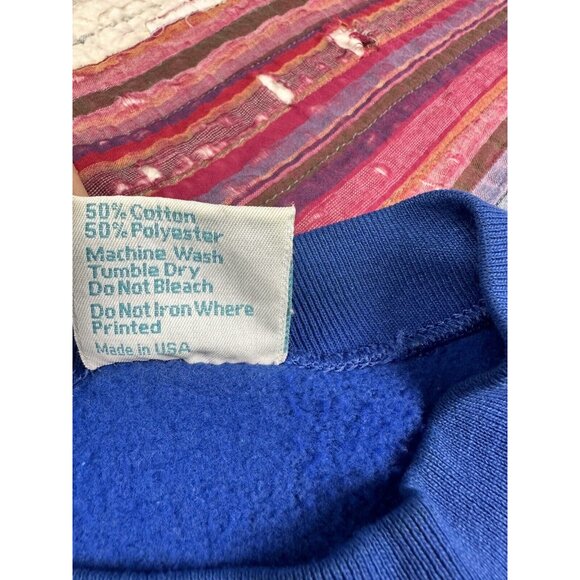 50% Cotton
50% Polyester
Machine Wash
Tumble Dry
Do Not Bleach
Do Not Iron Where
Printed
Made in USA